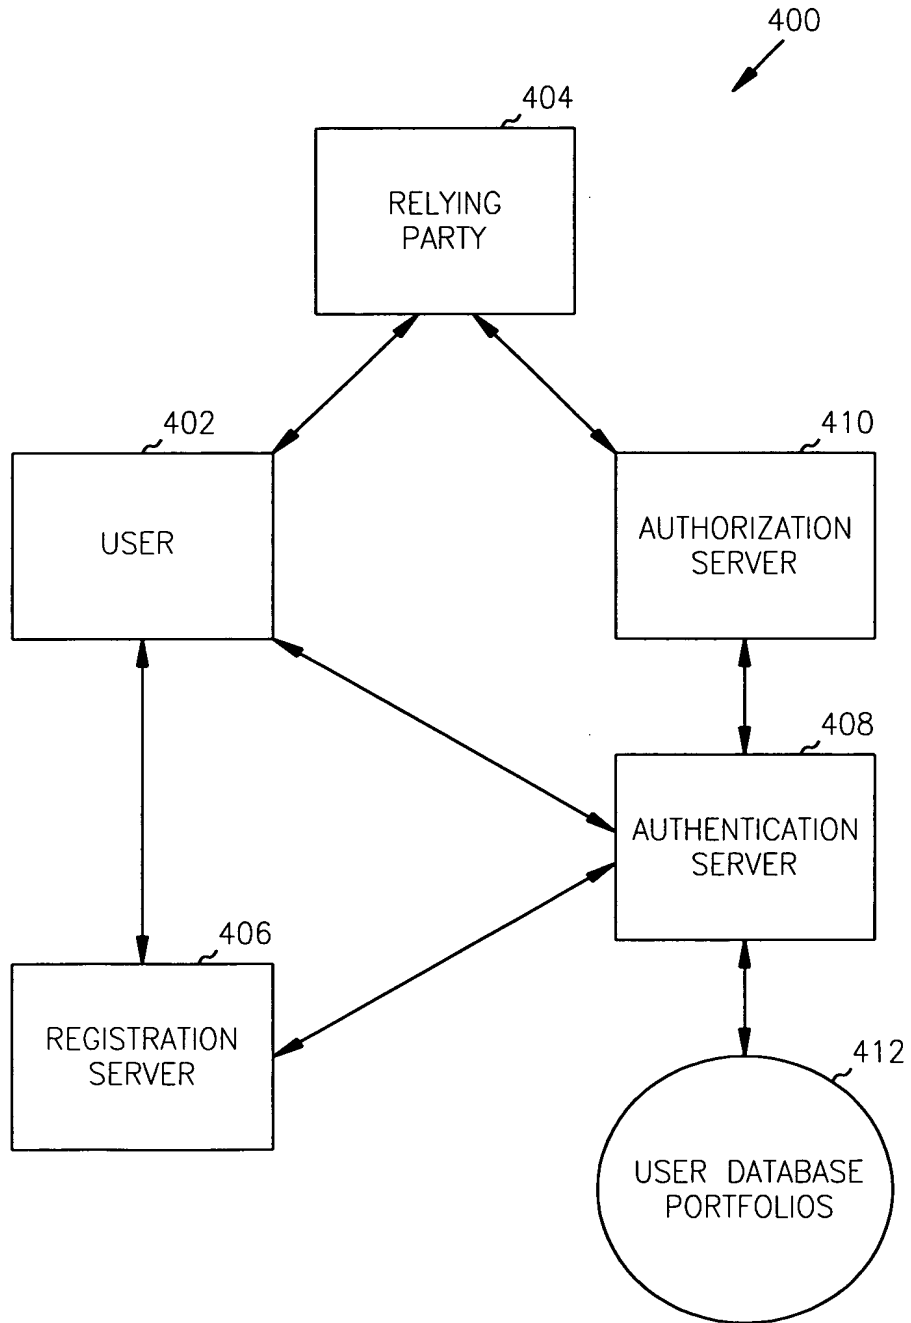 400
404
RELYING
PARTY
402
USER
410
AUTHORIZATION
SERVER
408
AUTHENTICATION
SERVER
406
REGISTRATION
SERVER
412
USER DATABASE
PORTFOLIOS